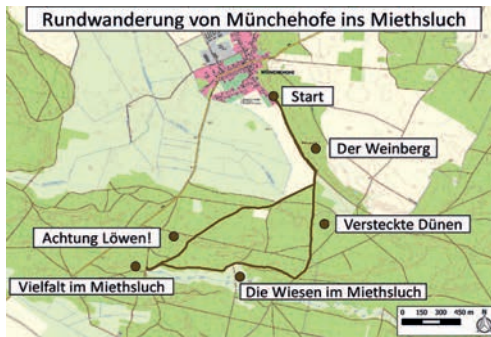 Rundwanderung von Münchehofe ins Miethsluch
Start
Der Weinberg
Versteckte Dünen
Achtung Löwen!
Vielfalt im Miethsluch
Die Wiesen im Miethsluch
0 150 300 450 m
N